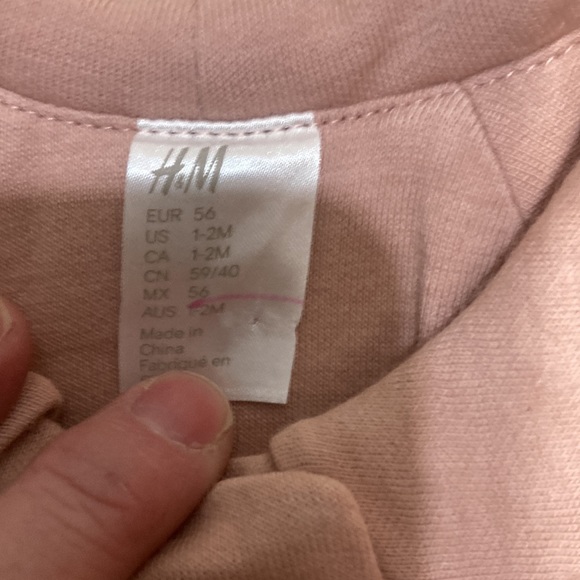 H&M
EUR 56
US 1-2M
CA 1-2M
CN 59/40
MX 56
AUS 1-2M
Made in
China
Fabriqué en